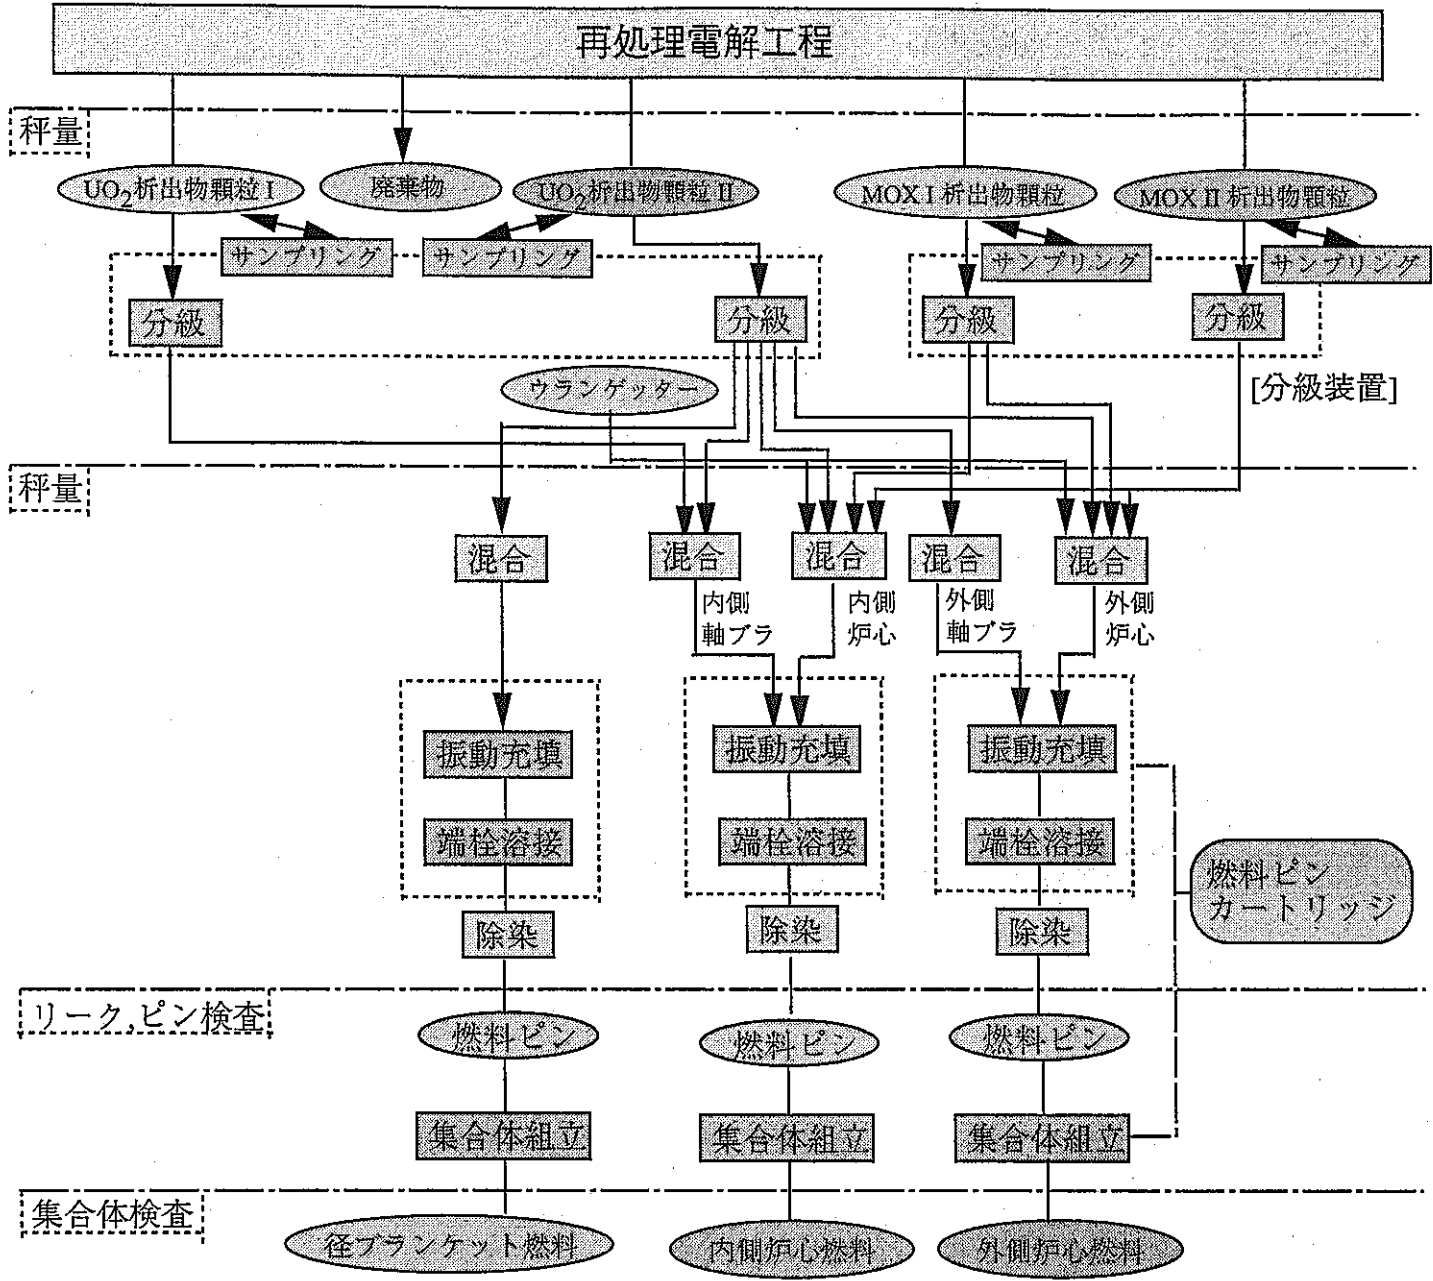 再処理電解工程
秤量
UO2析出物顆粒 I
廃棄物
UO2析出物顆粒 II
MOX I 析出物顆粒
MOX II 析出物顆粒
サンプリング
サンプリング
サンプリング
サンプリング
分級
分級
分級
分級
ウランゲッター
[分級装置]
秤量
混合
混合
混合
混合
混合
内側
軸ブラ
内側
炉心
外側
軸ブラ
外側
炉心
振動充填
振動充填
振動充填
端栓溶接
端栓溶接
端栓溶接
燃料ピン
カートリッジ
除染
除染
除染
リーク,ピン検査
燃料ピン
燃料ピン
燃料ピン
集合体組立
集合体組立
集合体組立
集合体検査
径ブランケット燃料
内側炉心燃料
外側炉心燃料